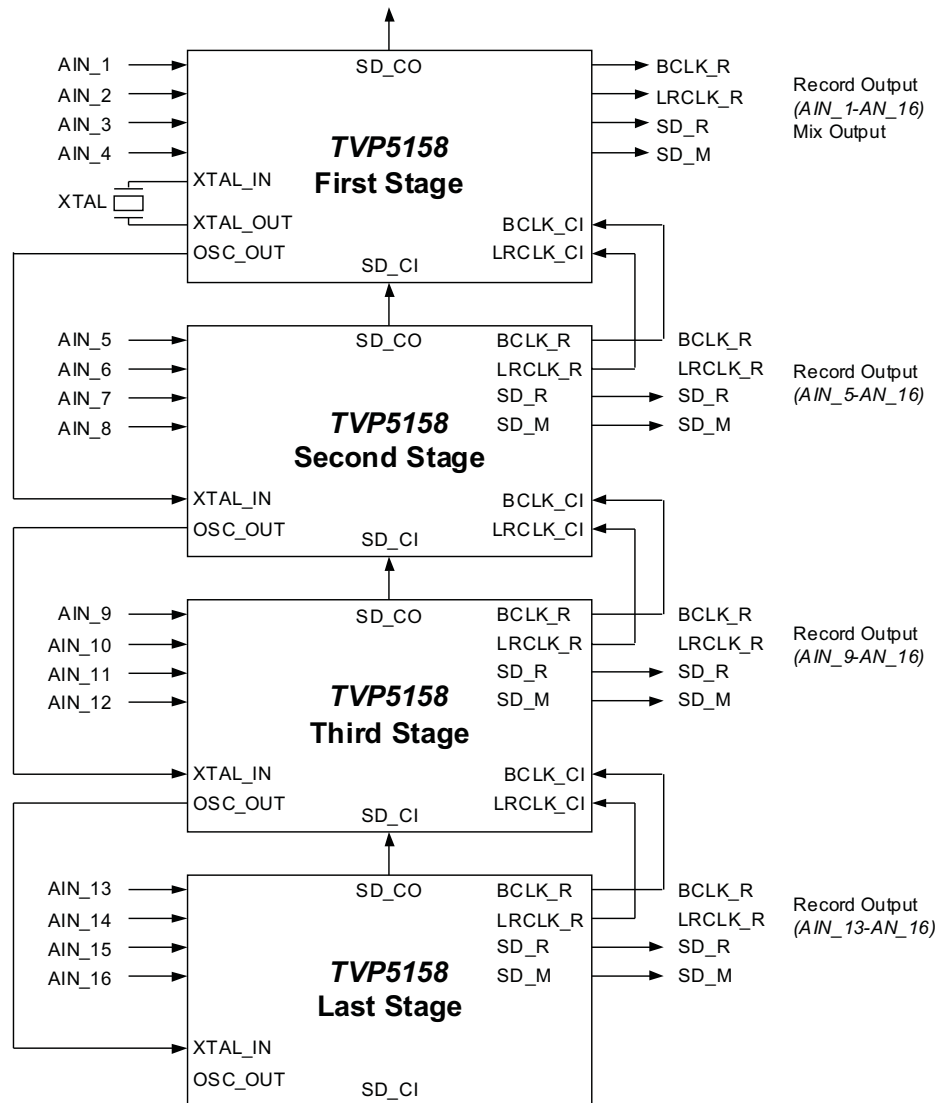 SD_CO
AIN_1
AIN_2
AIN_3
AIN_4
XTAL
XTAL_IN
XTAL_OUT
OSC_OUT
TVP5158
First Stage
BCLK_CI
LRCLK_CI
SD_CI
BCLK_R
LRCLK_R
SD_R
SD_M
Record Output
(AIN_1-AN_16)
Mix Output
SD_CO
AIN_5
AIN_6
AIN_7
AIN_8
XTAL_IN
OSC_OUT
TVP5158
Second Stage
BCLK_R
LRCLK_R
SD_R
SD_M
BCLK_CI
LRCLK_CI
SD_CI
BCLK_R
LRCLK_R
SD_R
SD_M
Record Output
(AIN_5-AN_16)
SD_CO
AIN_9
AIN_10
AIN_11
AIN_12
XTAL_IN
OSC_OUT
TVP5158
Third Stage
BCLK_R
LRCLK_R
SD_R
SD_M
BCLK_CI
LRCLK_CI
SD_CI
BCLK_R
LRCLK_R
SD_R
SD_M
Record Output
(AIN_9-AN_16)
SD_CO
AIN_13
AIN_14
AIN_15
AIN_16
XTAL_IN
OSC_OUT
TVP5158
Last Stage
BCLK_R
LRCLK_R
SD_R
SD_M
SD_CI
BCLK_R
LRCLK_R
SD_R
SD_M
Record Output
(AIN_13-AN_16)